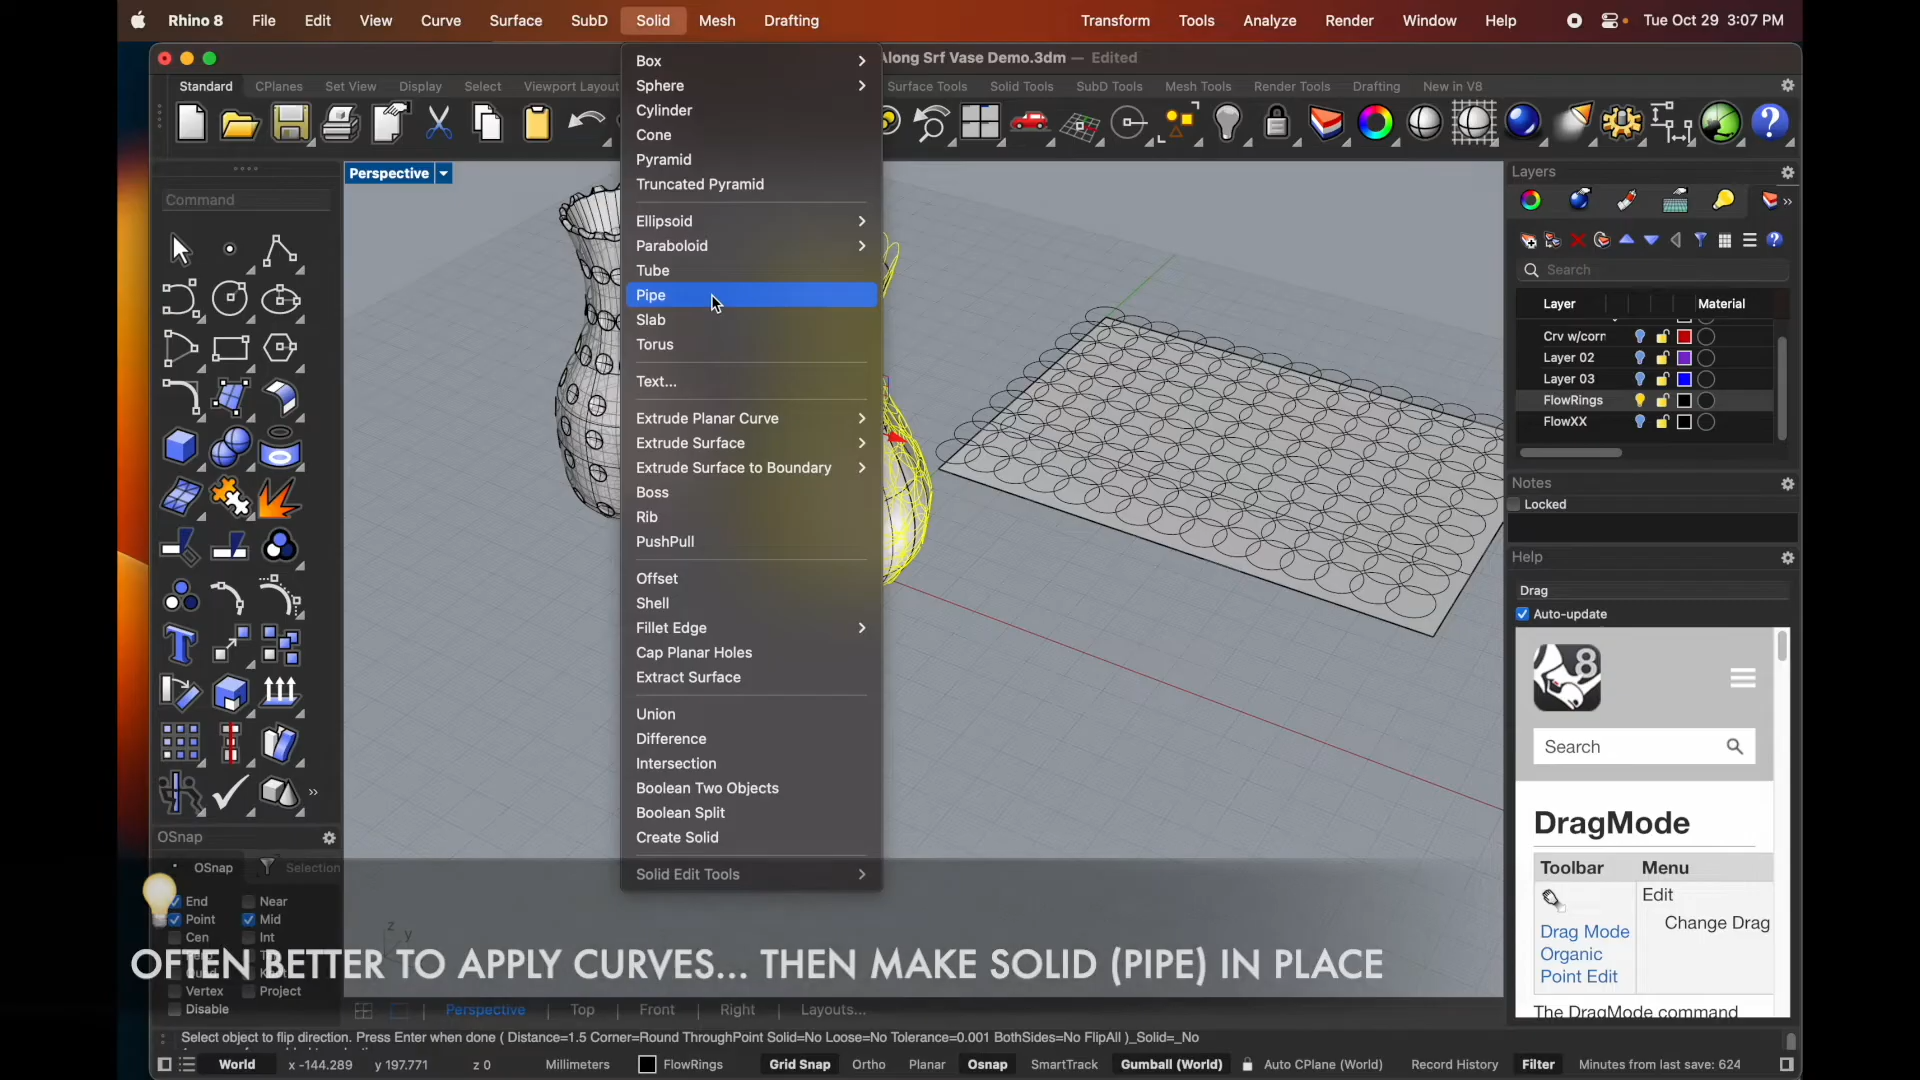 Rhino 8 File Edit View Curve Surface SubD Solid Mesh Drafting Transform Tools Analyze Render Window Help Tue Oct 29 3:07 PM
Along Srf Vase Demo.3dm — Edited
Standard CPlanes Set View Display Select Viewport Layout Surface Tools Solid Tools SubD Tools Mesh Tools Render Tools Drafting New in V8
Perspective
Command
Box
Sphere
Cylinder
Cone
Pyramid
Truncated Pyramid
Ellipsoid
Paraboloid
Tube
Pipe
Slab
Torus
Text...
Extrude Planar Curve
Extrude Surface
Extrude Surface to Boundary
Boss
Rib
PushPull
Offset
Shell
Fillet Edge
Cap Planar Holes
Extract Surface
Union
Difference
Intersection
Boolean Two Objects
Boolean Split
Create Solid
Solid Edit Tools
Layers
Search
Layer Material
Crv w/corn
Layer 02
Layer 03
FlowRings
FlowXX
Notes
Locked
Help
Drag
Auto-update
8
Search
DragMode
Toolbar Menu
Edit
Change Drag
Drag Mode
Organic
Point Edit
The DragMode command
OSnap
OSnap Selection
End Near
Point Mid
Cen Int
Vertex Project
Disable
z
y
OFTEN BETTER TO APPLY CURVES... THEN MAKE SOLID (PIPE) IN PLACE
Perspective Top Front Right Layouts...
Select object to flip direction. Press Enter when done ( Distance=1.5 Corner=Round ThroughPoint Solid=No Loose=No Tolerance=0.001 BothSides=No FlipAll )_Solid=_No
World x -144.289 y 197.771 z 0 Millimeters FlowRings Grid Snap Ortho Planar Osnap SmartTrack Gumball (World) Auto CPlane (World) Record History Filter Minutes from last save: 624